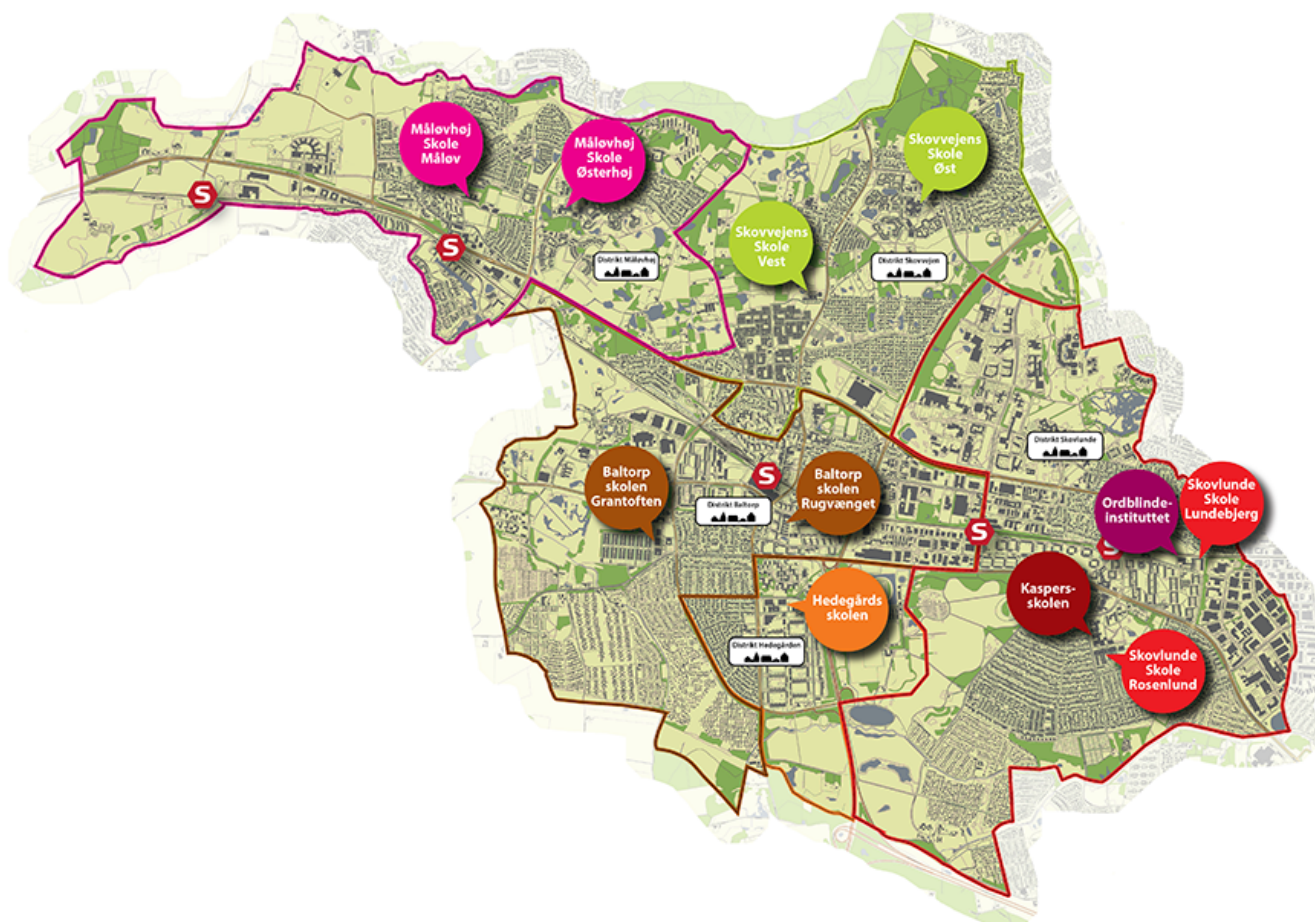 Måløvhøj
Skole
Måløv
Måløvhøj
Skole
Østerhøj
Skovvejens
Skole
Øst
Skovvejens
Skole
Vest
S
S
Distrikt Måløvhøj
Distrikt Skovvejen
Distrikt Skovlunde
Baltorp
skolen
Grantoften
S
Baltorp
skolen
Rugvænget
Distrikt Baltorp
S
Ordblinde-
instituttet
Skovlunde
Skole
Lundebjerg
S
Hedegårds
skolen
Kaspers-
skolen
Distrikt Hedegården
Skovlunde
Skole
Rosenlund